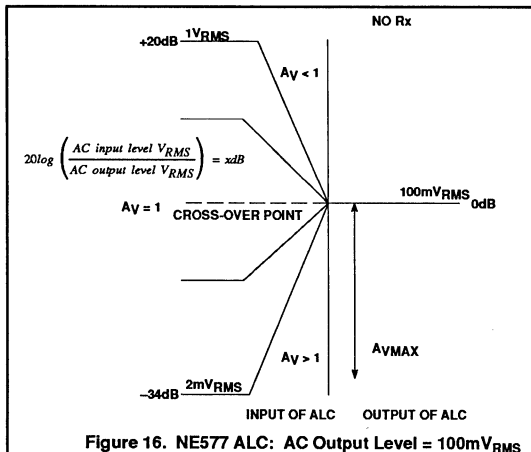 NO Rx
+20dB 1VRMS
AV < 1
20log ( AC input level VRMS / AC output level VRMS ) = xdB
100mVRMS
0dB
AV = 1
CROSS-OVER POINT
AV > 1
AVMAX
–34dB 2mVRMS
INPUT OF ALC OUTPUT OF ALC
Figure 16. NE577 ALC: AC Output Level = 100mVRMS